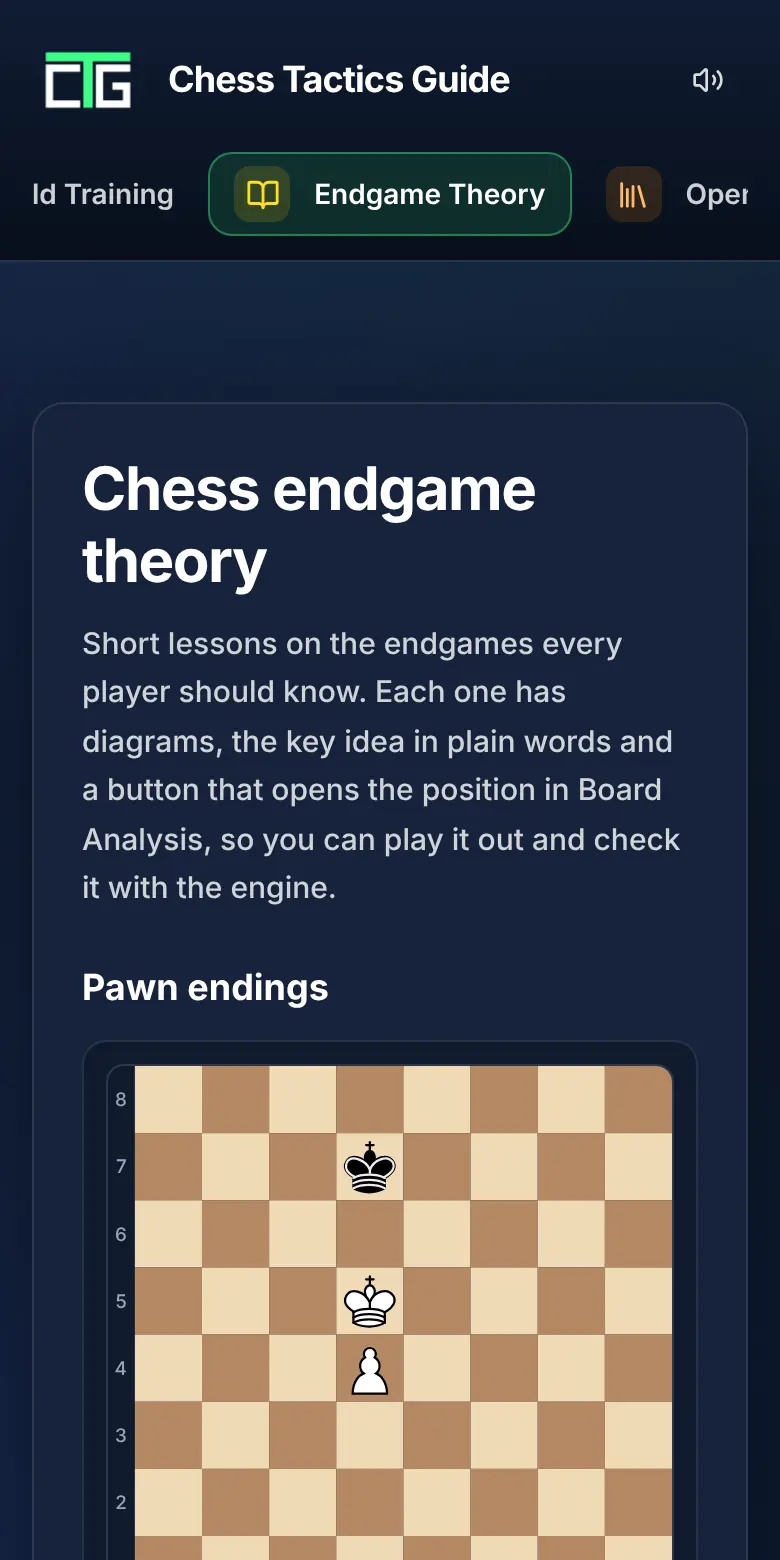 CTG
Chess Tactics Guide
ld Training
Endgame Theory
Oper
Chess endgame
theory
Short lessons on the endgames every
player should know. Each one has
diagrams, the key idea in plain words and
a button that opens the position in Board
Analysis, so you can play it out and check
it with the engine.
Pawn endings
8
7
6
5
4
3
2